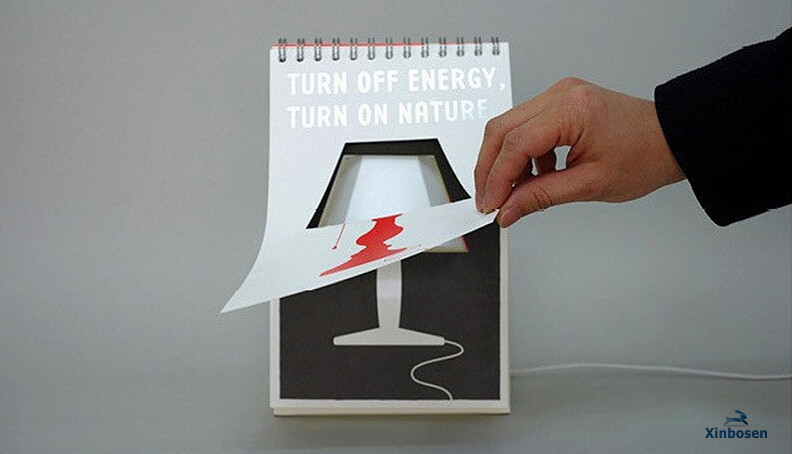 TURN OFF ENERGY,
TURN ON NATURE
Xinbosen